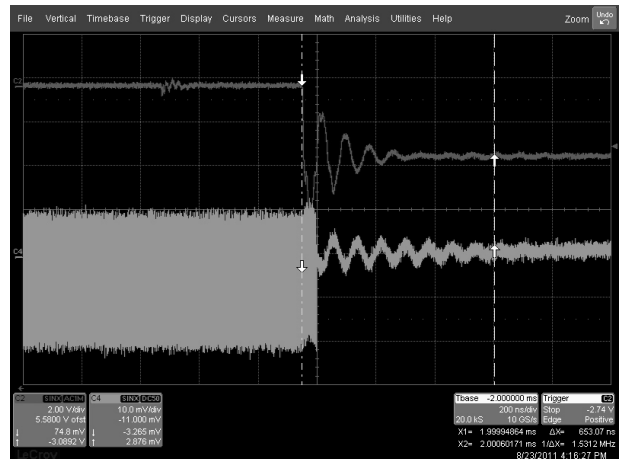 File Vertical Timebase Trigger Display Cursors Measure Math Analysis Utilities Help Zoom Undo
C2
C4
C2 SINX AC1M
2.00 V/div
5.5800 V ofst
↓ 74.8 mV
↑ -3.0892 V
C4 SINX DC50
10.0 mV/div
-11.000 mV
↓ -3.265 mV
↑ 2.876 mV
Tbase -2.000000 ms
200 ns/div
20.0 kS 10 GS/s
Trigger C2
Stop -2.74 V
Edge Positive
X1= 1.99994864 ms ΔX= 653.07 ns
X2= 2.00060171 ms 1/ΔX= 1.5312 MHz
LeCroy
8/23/2011 4:16:27 PM